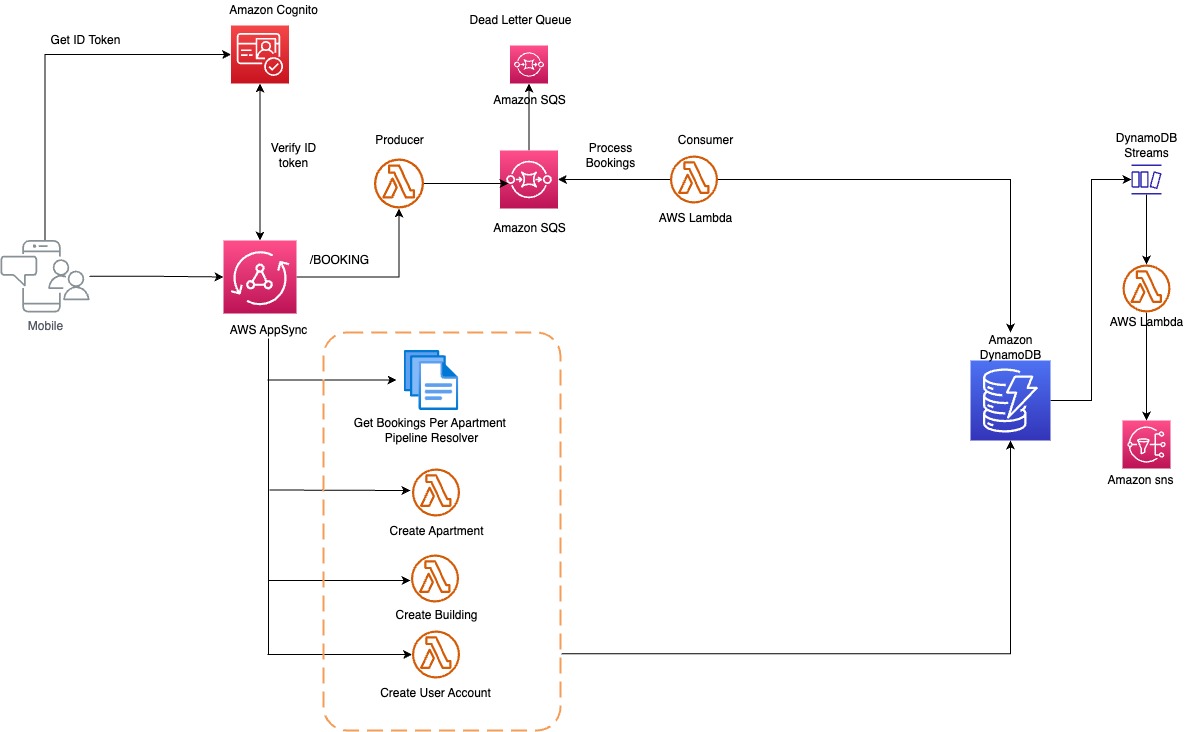 Amazon Cognito
Dead Letter Queue
Get ID Token
Amazon SQS
Verify ID
token
Producer
Process
Bookings
Consumer
DynamoDB
Streams
AWS Lambda
Amazon SQS
/BOOKING
Mobile
AWS AppSync
AWS Lambda
Amazon
DynamoDB
Get Bookings Per Apartment
Pipeline Resolver
Amazon sns
Create Apartment
Create Building
Create User Account